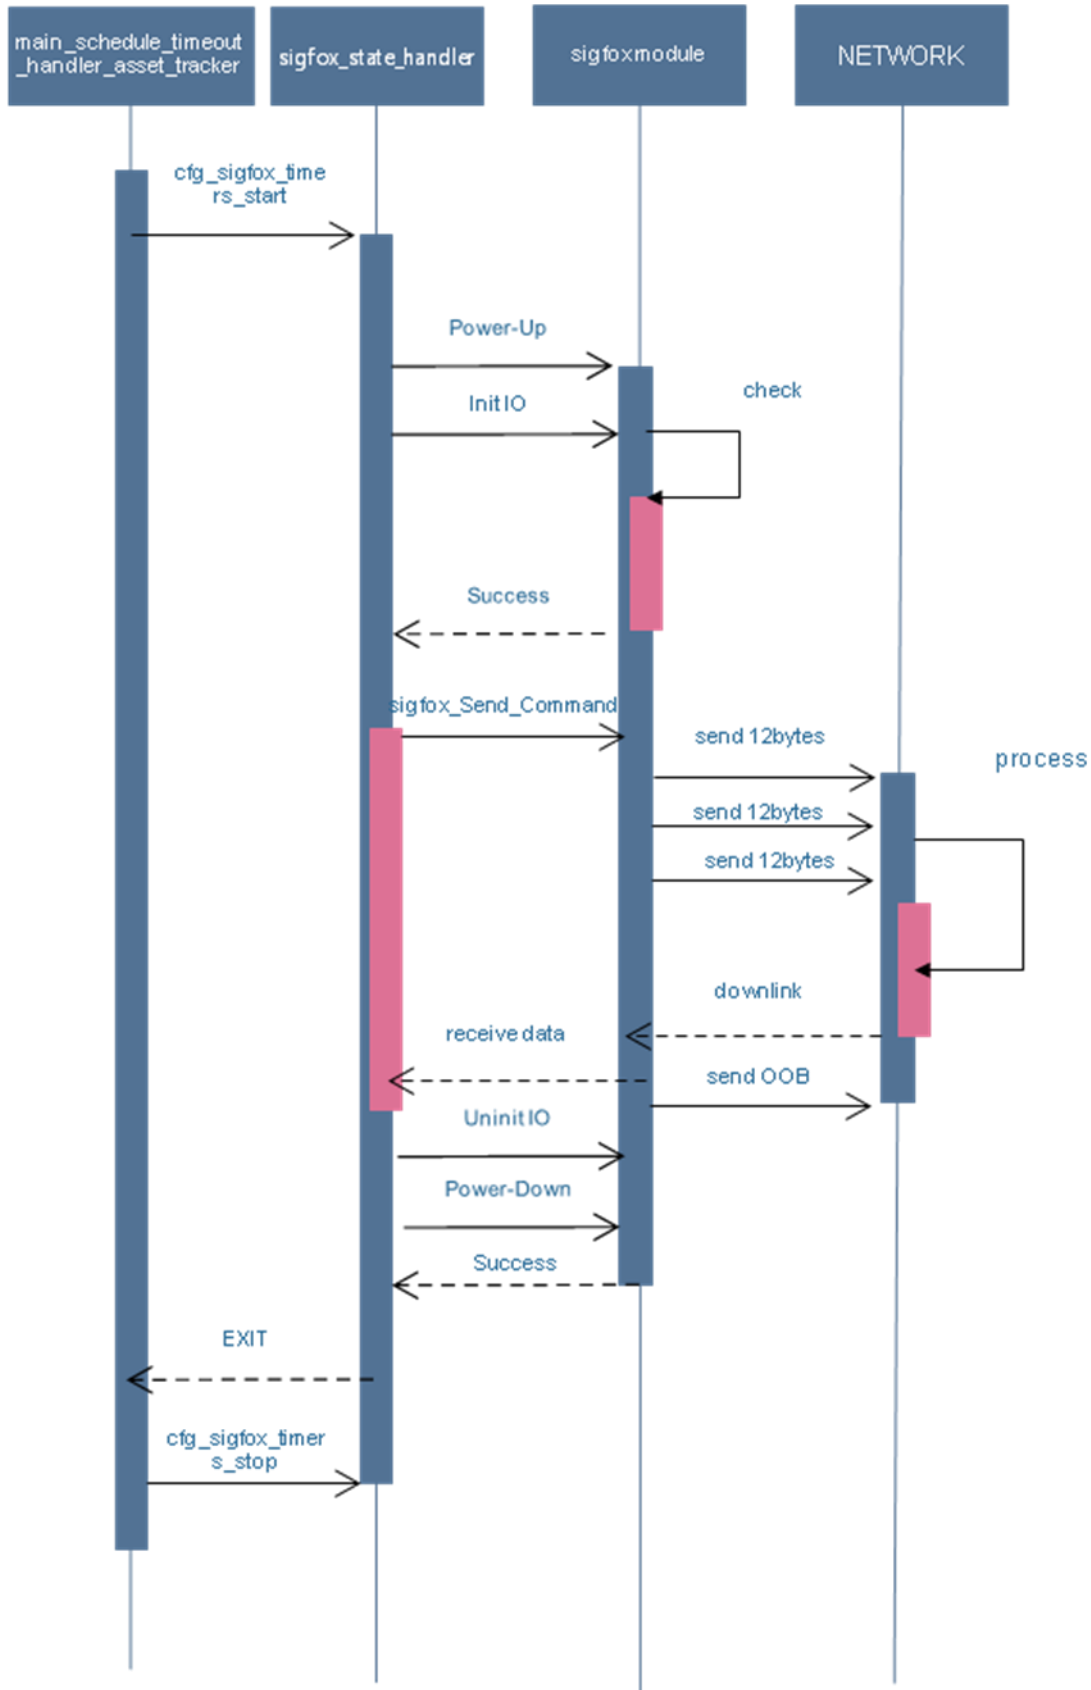 main_schedule_timeout
_handler_asset_tracker
sigfox_state_handler
sigfoxmodule
NETWORK
cfg_sigfox_time
rs_start
Power-Up
Init IO
check
Success
sigfox_Send_Command
send 12bytes
process
send 12bytes
send 12bytes
downlink
receive data
send OOB
Uninit IO
Power-Down
Success
EXIT
cfg_sigfox_timer
s_stop